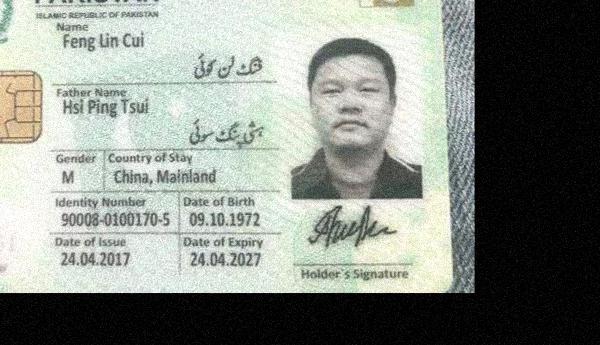 PAKISTAN
ISLAMIC REPUBLIC OF PAKISTAN
Name
Feng Lin Cui
فنگ لن کوئی
Father Name
Hsi Ping Tsui
ہشی پنگ سوئی
Gender Country of Stay
M China, Mainland
Identity Number Date of Birth
90008-0100170-5 09.10.1972
Date of Issue Date of Expiry
24.04.2017 24.04.2027
Holder's Signature